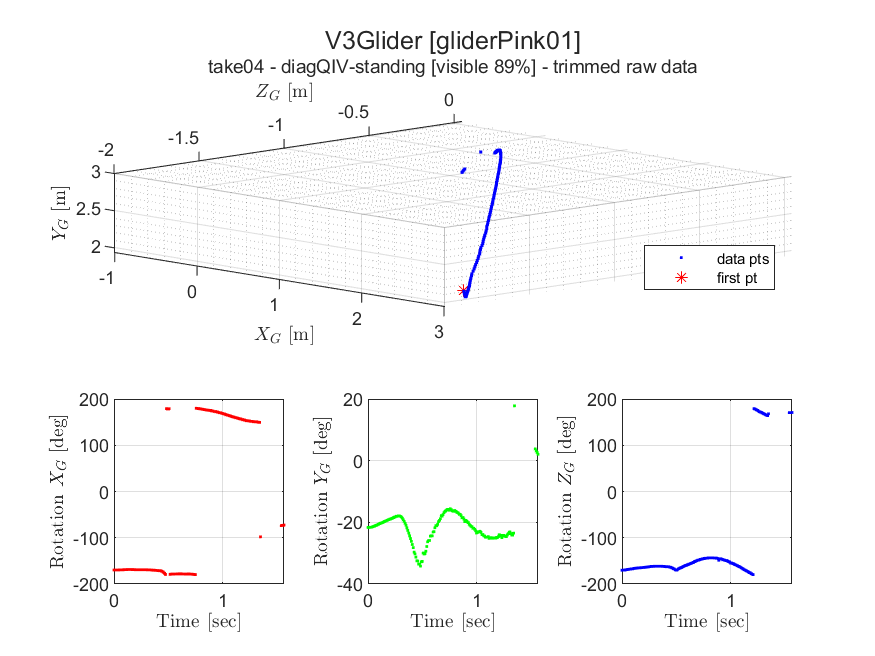 V3Glider [gliderPink01]
take04 - diagQIV-standing [visible 89%] - trimmed raw data
Z_G [m]
0
-0.5
-1
-1.5
-2
3
2.5
2
Y_G [m]
-1
0
1
2
3
X_G [m]
data pts
first pt
200
100
0
-100
-200
Rotation X_G [deg]
0 1
Time [sec]
20
0
-20
-40
Rotation Y_G [deg]
0 1
Time [sec]
200
100
0
-100
-200
Rotation Z_G [deg]
0 1
Time [sec]